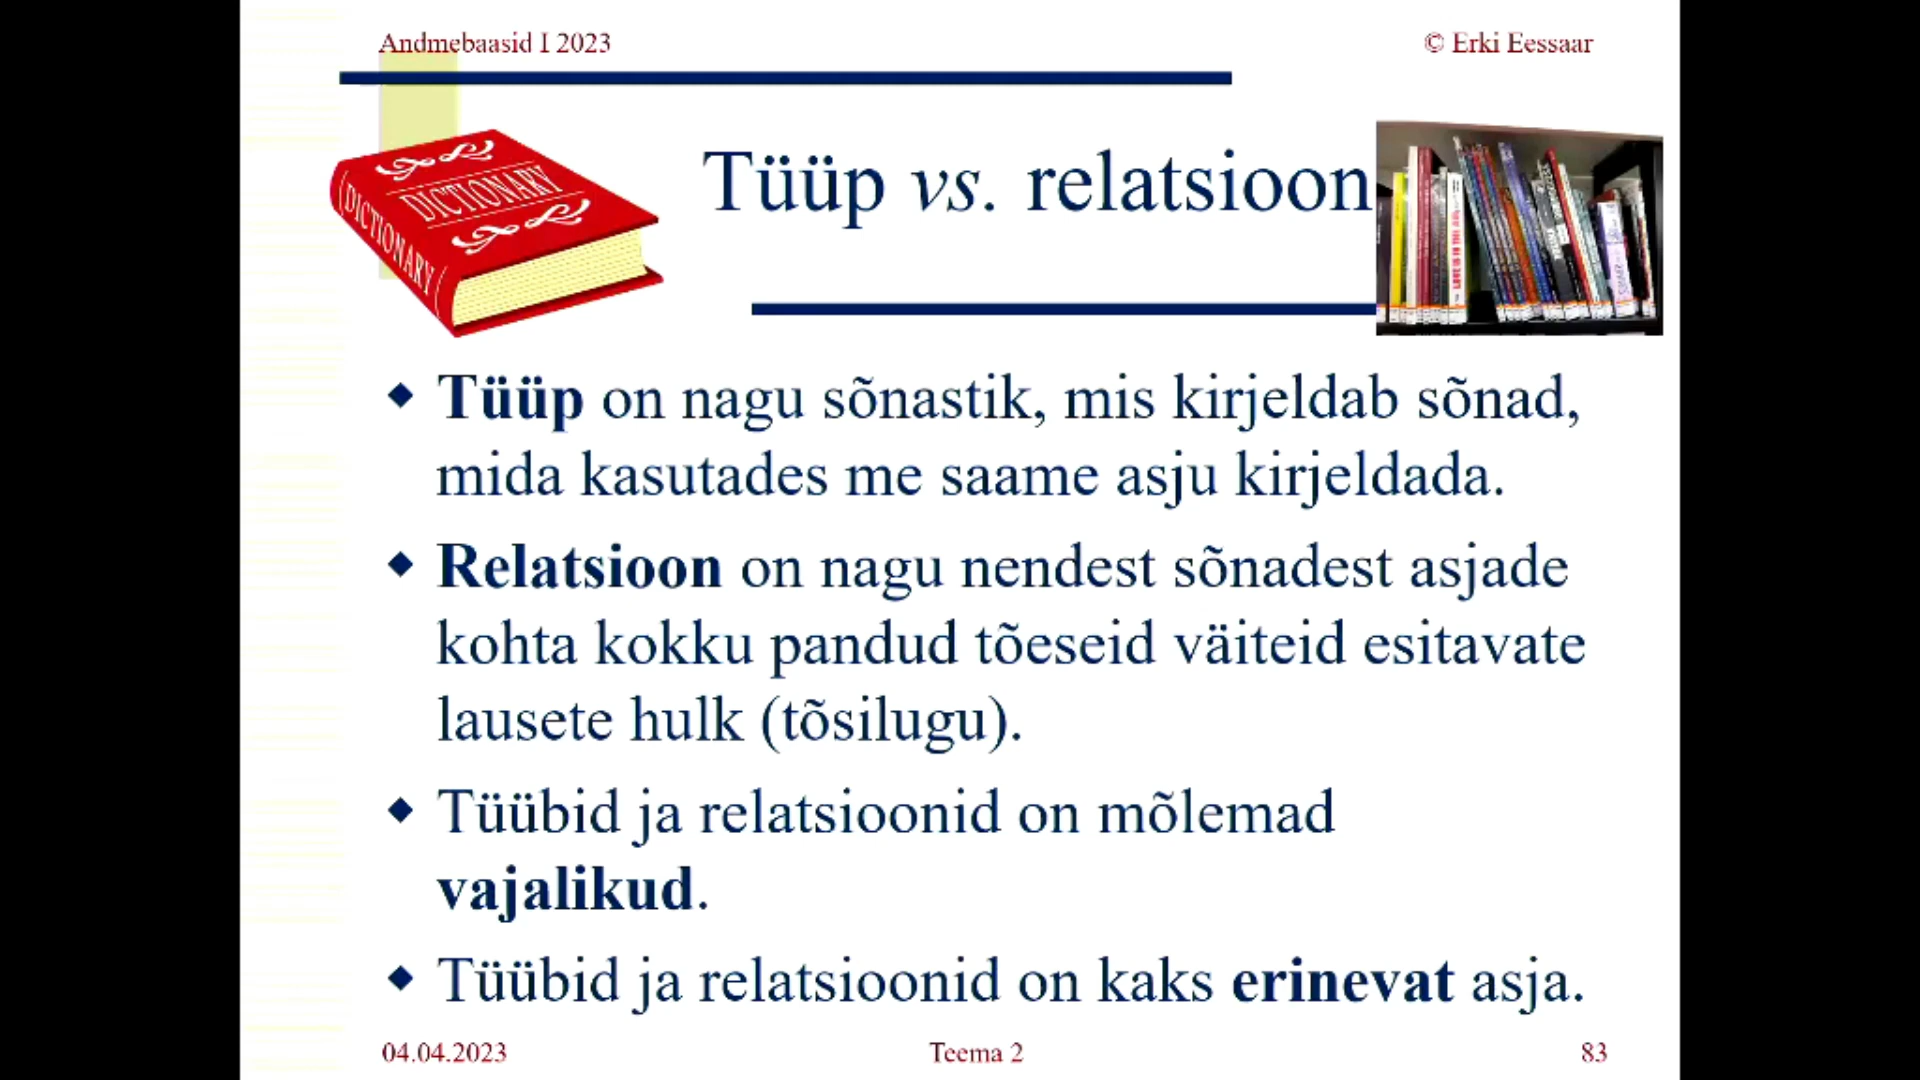 Andmebaasid I 2023
© Erki Eessaar
DICTIONARY
DICTIONARY
Tüüp vs. relatsioon
◆ Tüüp on nagu sõnastik, mis kirjeldab sõnad,
mida kasutades me saame asju kirjeldada.
◆ Relatsioon on nagu nendest sõnadest asjade
kohta kokku pandud tõeseid väiteid esitavate
lausete hulk (tõsilugu).
◆ Tüübid ja relatsioonid on mõlemad
vajalikud.
◆ Tüübid ja relatsioonid on kaks erinevat asja.
04.04.2023
Teema 2
83